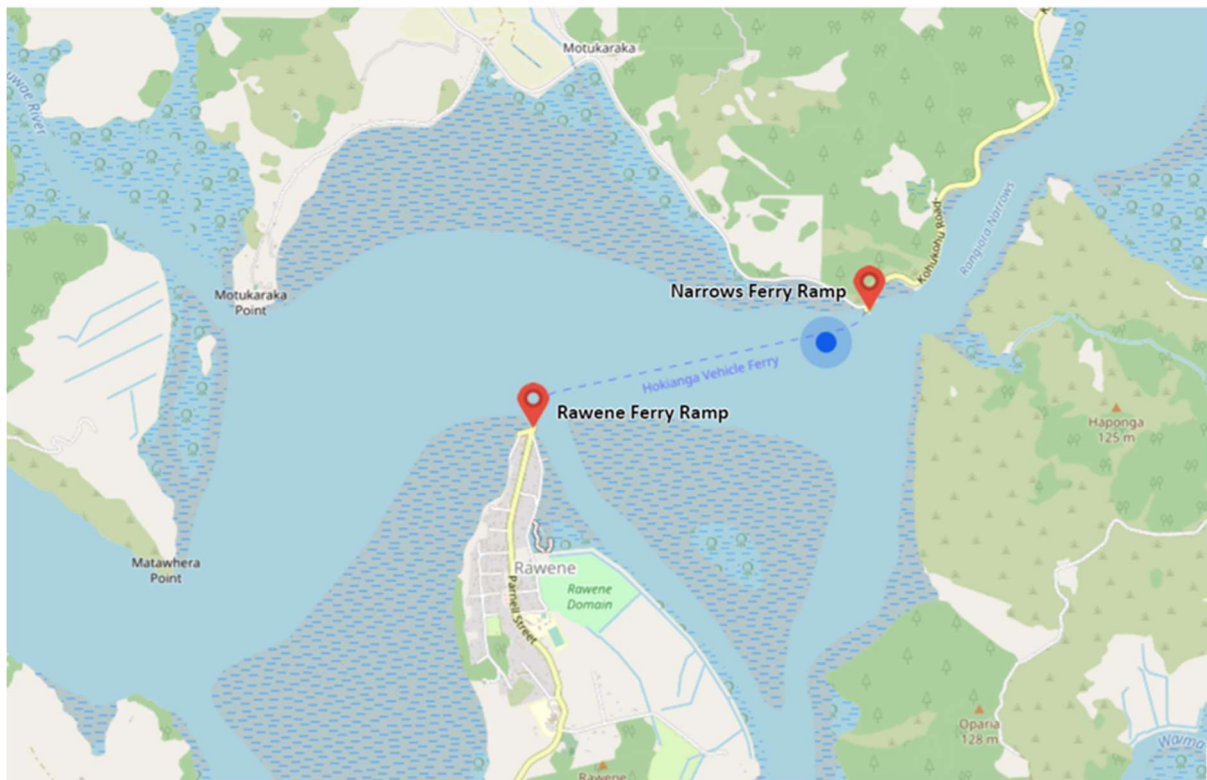 Motukaraka
Rangiora Narrows
Kohukohu Road
Narrows Ferry Ramp
Motukaraka
Point
Hokianga Vehicle Ferry
Rawene Ferry Ramp
Haponga
125 m
Matawhera
Point
Rawene
Rawene
Domain
Parnell Street
Oparia
128 m
Waima
Rawene